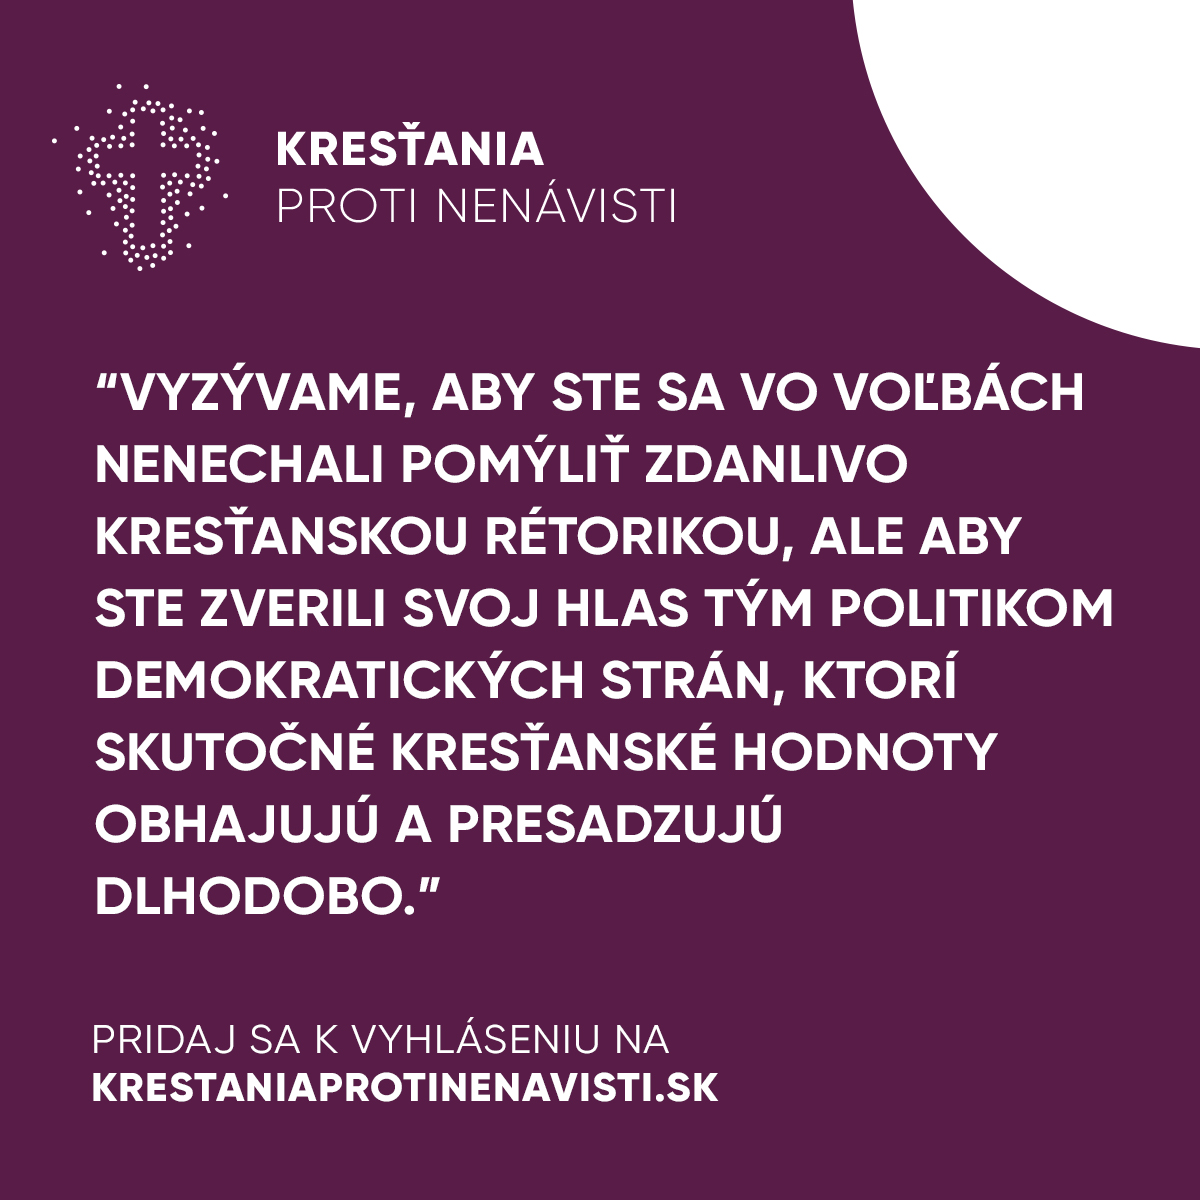 KRESŤANIA
PROTI NENÁVISTI
“VYZÝVAME, ABY STE SA VO VOĽBÁCH
NENECHALI POMÝLIŤ ZDANLIVO
KRESŤANSKOU RÉTORIKOU, ALE ABY
STE ZVERILI SVOJ HLAS TÝM POLITIKOM
DEMOKRATICKÝCH STRÁN, KTORÍ
SKUTOČNÉ KRESŤANSKÉ HODNOTY
OBHAJUJÚ A PRESADZUJÚ
DLHODOBO.”
PRIDAJ SA K VYHLÁSENIU NA
KRESTANIAPROTINENAVISTI.SK